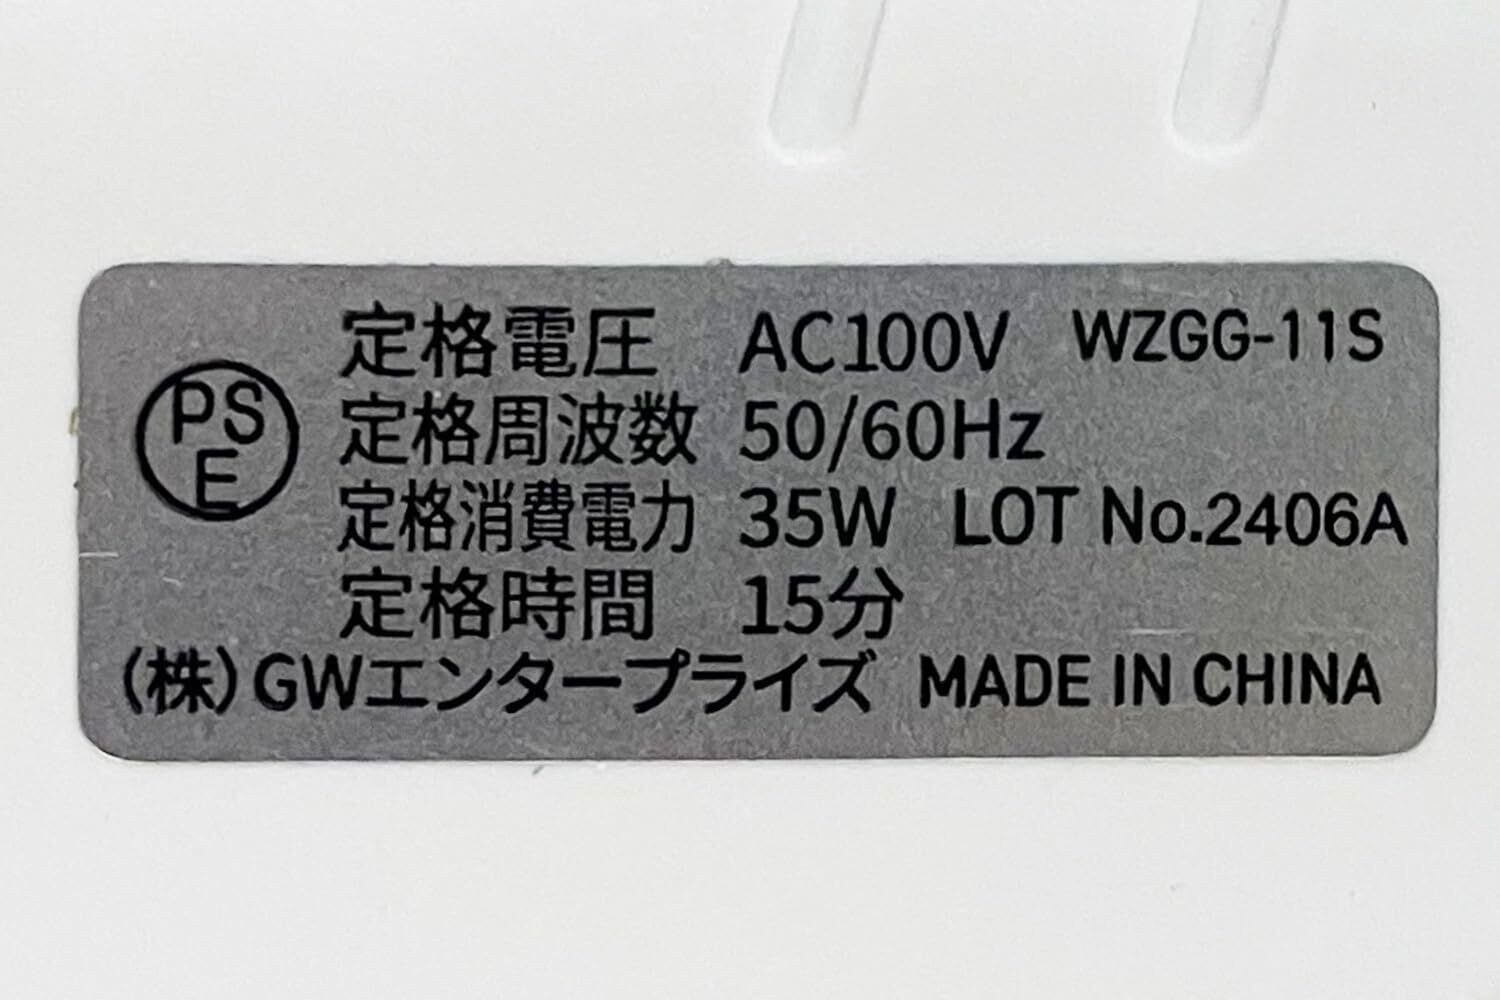 定格電圧 AC100V WZGG-11S
PSE
定格周波数 50/60Hz
定格消費電力 35W LOT No.2406A
定格時間 15分
(株)GWエンタープライズ MADE IN CHINA